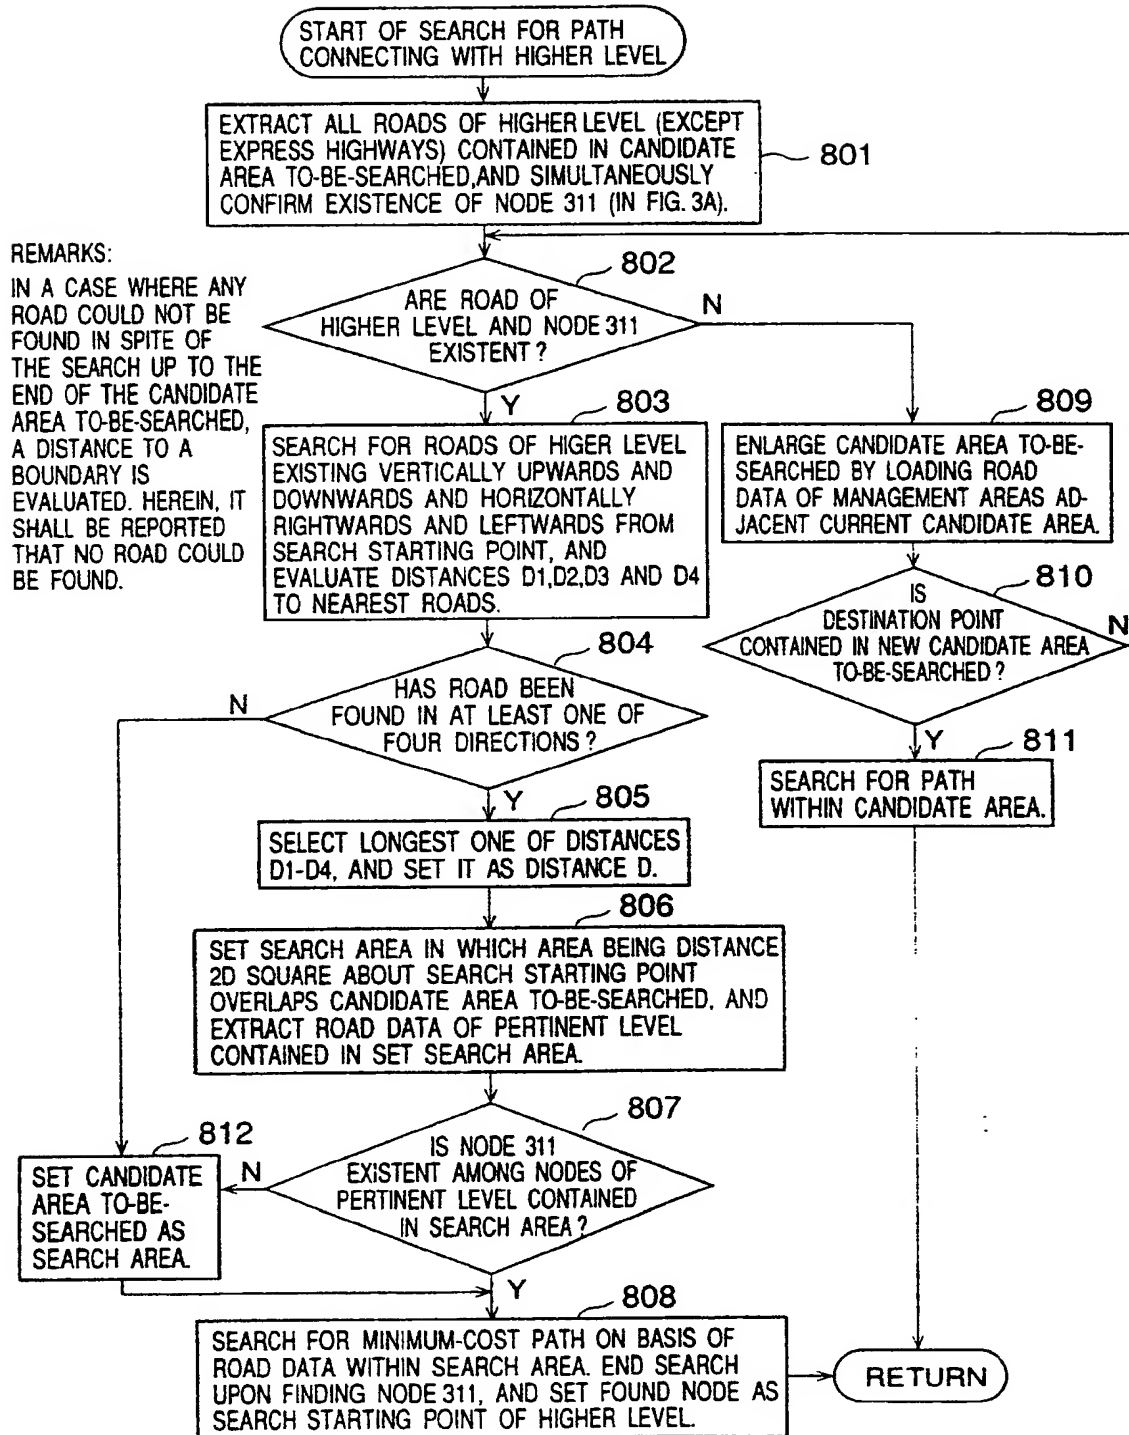 START OF SEARCH FOR PATH
CONNECTING WITH HIGHER LEVEL
EXTRACT ALL ROADS OF HIGHER LEVEL (EXCEPT
EXPRESS HIGHWAYS) CONTAINED IN CANDIDATE
AREA TO-BE-SEARCHED,AND SIMULTANEOUSLY
CONFIRM EXISTENCE OF NODE 311 (IN FIG. 3A).
801
REMARKS:
IN A CASE WHERE ANY
ROAD COULD NOT BE
FOUND IN SPITE OF
THE SEARCH UP TO THE
END OF THE CANDIDATE
AREA TO-BE-SEARCHED,
A DISTANCE TO A
BOUNDARY IS
EVALUATED. HEREIN, IT
SHALL BE REPORTED
THAT NO ROAD COULD
BE FOUND.
802
ARE ROAD OF
HIGHER LEVEL AND NODE 311
EXISTENT ?
N
Y
803
SEARCH FOR ROADS OF HIGER LEVEL
EXISTING VERTICALLY UPWARDS AND
DOWNWARDS AND HORIZONTALLY
RIGHTWARDS AND LEFTWARDS FROM
SEARCH STARTING POINT, AND
EVALUATE DISTANCES D1,D2,D3 AND D4
TO NEAREST ROADS.
809
ENLARGE CANDIDATE AREA TO-BE-
SEARCHED BY LOADING ROAD
DATA OF MANAGEMENT AREAS AD-
JACENT CURRENT CANDIDATE AREA.
810
IS
DESTINATION POINT
CONTAINED IN NEW CANDIDATE AREA
TO-BE-SEARCHED ?
N
Y
811
SEARCH FOR PATH
WITHIN CANDIDATE AREA.
804
HAS ROAD BEEN
FOUND IN AT LEAST ONE OF
FOUR DIRECTIONS ?
N
Y
805
SELECT LONGEST ONE OF DISTANCES
D1-D4, AND SET IT AS DISTANCE D.
806
SET SEARCH AREA IN WHICH AREA BEING DISTANCE
2D SQUARE ABOUT SEARCH STARTING POINT
OVERLAPS CANDIDATE AREA TO-BE-SEARCHED, AND
EXTRACT ROAD DATA OF PERTINENT LEVEL
CONTAINED IN SET SEARCH AREA.
807
IS NODE 311
EXISTENT AMONG NODES OF
PERTINENT LEVEL CONTAINED
IN SEARCH AREA ?
N
Y
812
SET CANDIDATE
AREA TO-BE-
SEARCHED AS
SEARCH AREA.
808
SEARCH FOR MINIMUM-COST PATH ON BASIS OF
ROAD DATA WITHIN SEARCH AREA. END SEARCH
UPON FINDING NODE 311, AND SET FOUND NODE AS
SEARCH STARTING POINT OF HIGHER LEVEL.
RETURN